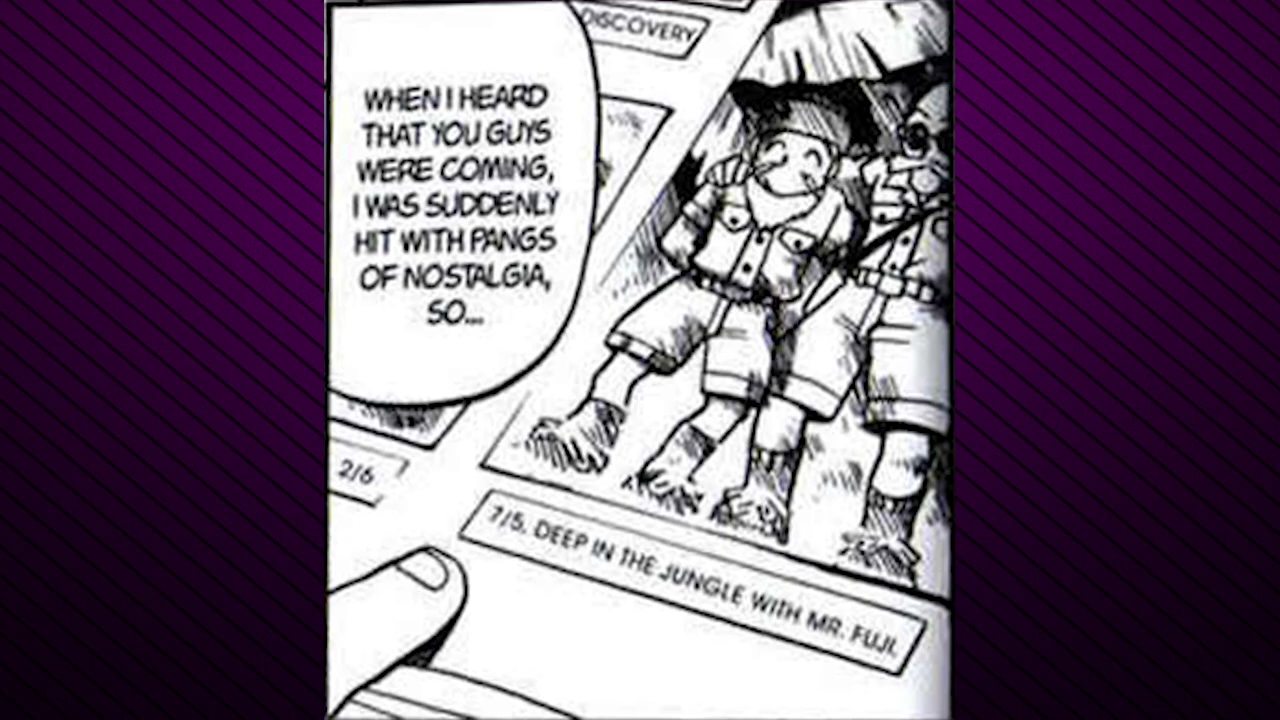 DISCOVERY
WHEN I HEARD
THAT YOU GUYS
WERE COMING,
I WAS SUDDENLY
HIT WITH PANGS
OF NOSTALGIA,
SO...
2/6
7/5. DEEP IN THE JUNGLE WITH MR. FUJI.